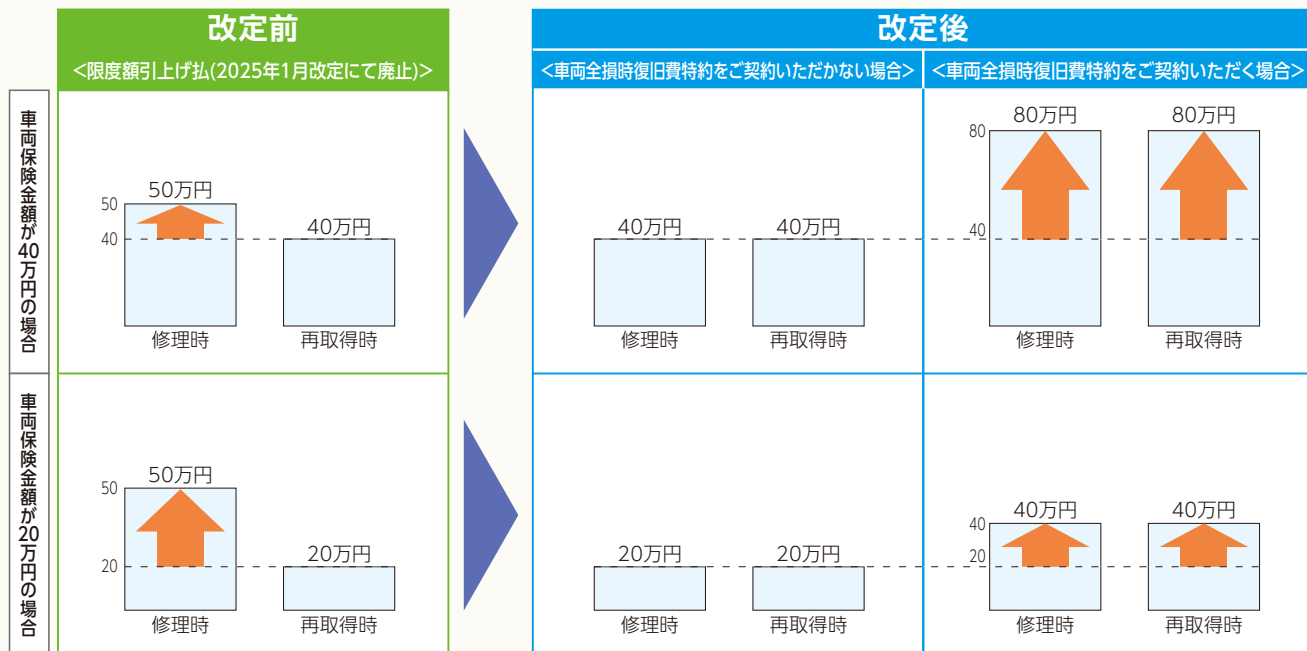 改定前
<限度額引上げ払(2025年1月改定にて廃止)>
改定後
<車両全損時復旧費特約をご契約いただかない場合>
<車両全損時復旧費特約をご契約いただく場合>
車両保険金額が40万円の場合
50万円
50
40
40万円
修理時
再取得時
40万円
40万円
修理時
再取得時
80万円
80万円
80
40
修理時
再取得時
車両保険金額が20万円の場合
50万円
50
20
20万円
修理時
再取得時
20万円
20万円
修理時
再取得時
40万円
40万円
40
20
修理時
再取得時